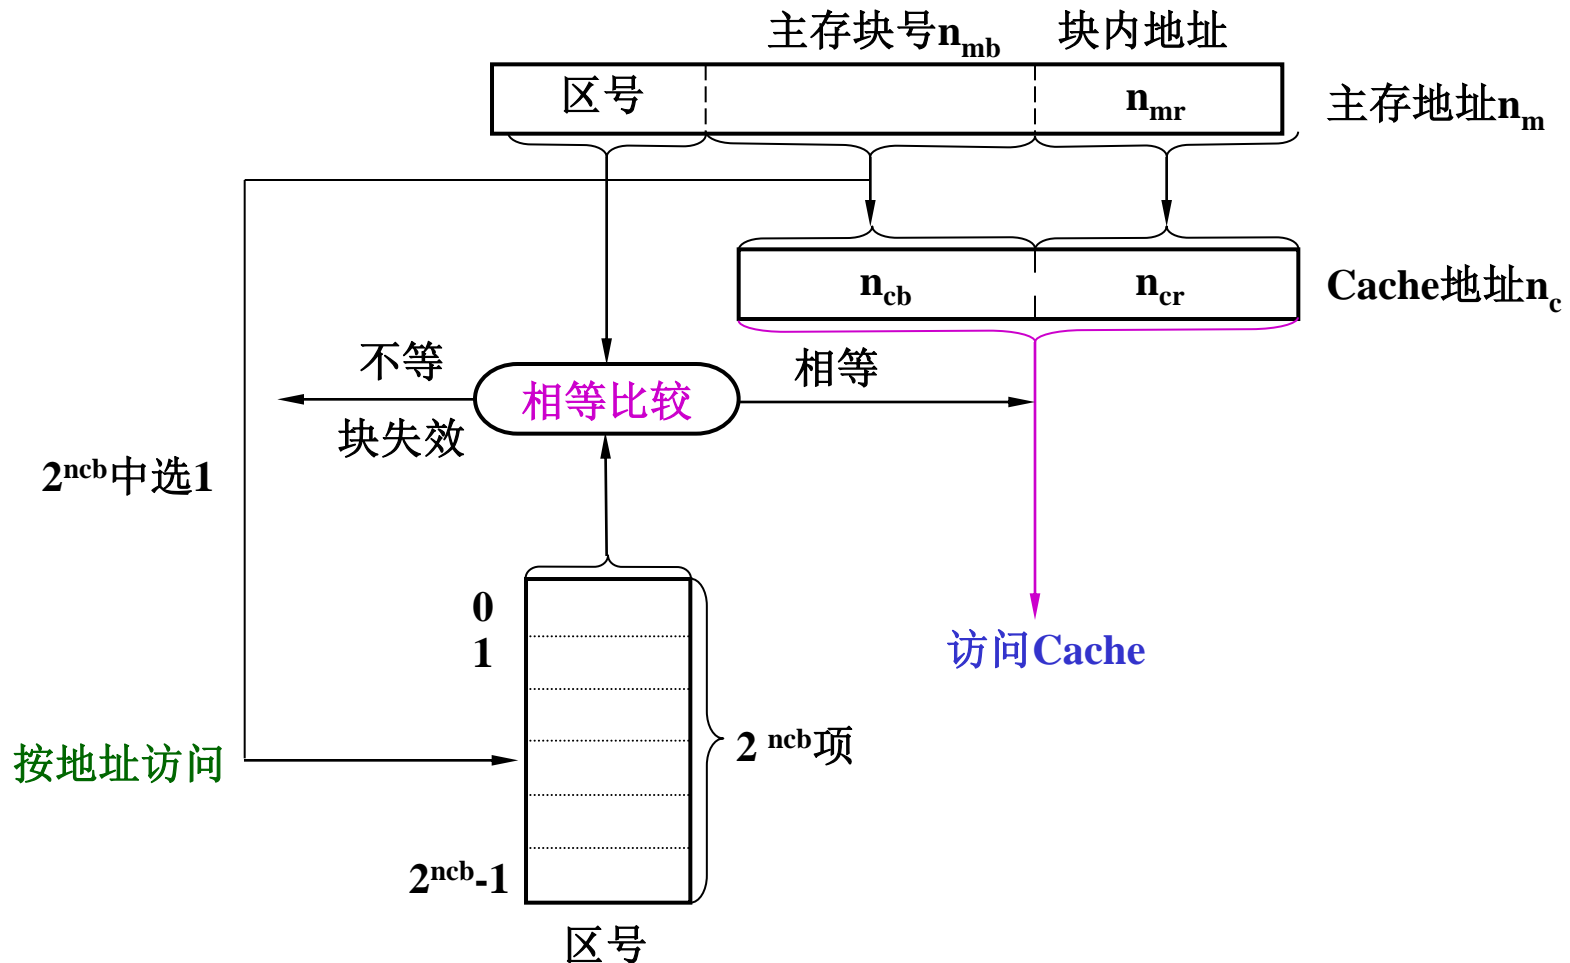 主存块号nmb 块内地址
区号 nmr 主存地址nm
ncb ncr Cache地址nc
不等 相等
相等比较
块失效
2ncb中选1
0
1
访问Cache
按地址访问 2 ncb项
2ncb-1
区号